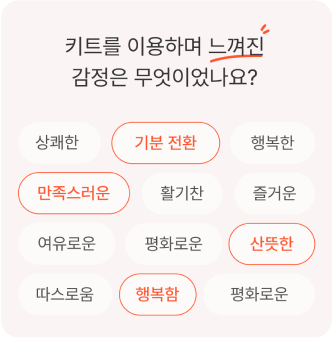 키트를 이용하며 느껴진
감정은 무엇이었나요?
상쾌한 기분 전환 행복한
만족스러운 활기찬 즐거운
여유로운 평화로운 산뜻한
따스로움 행복함 평화로운